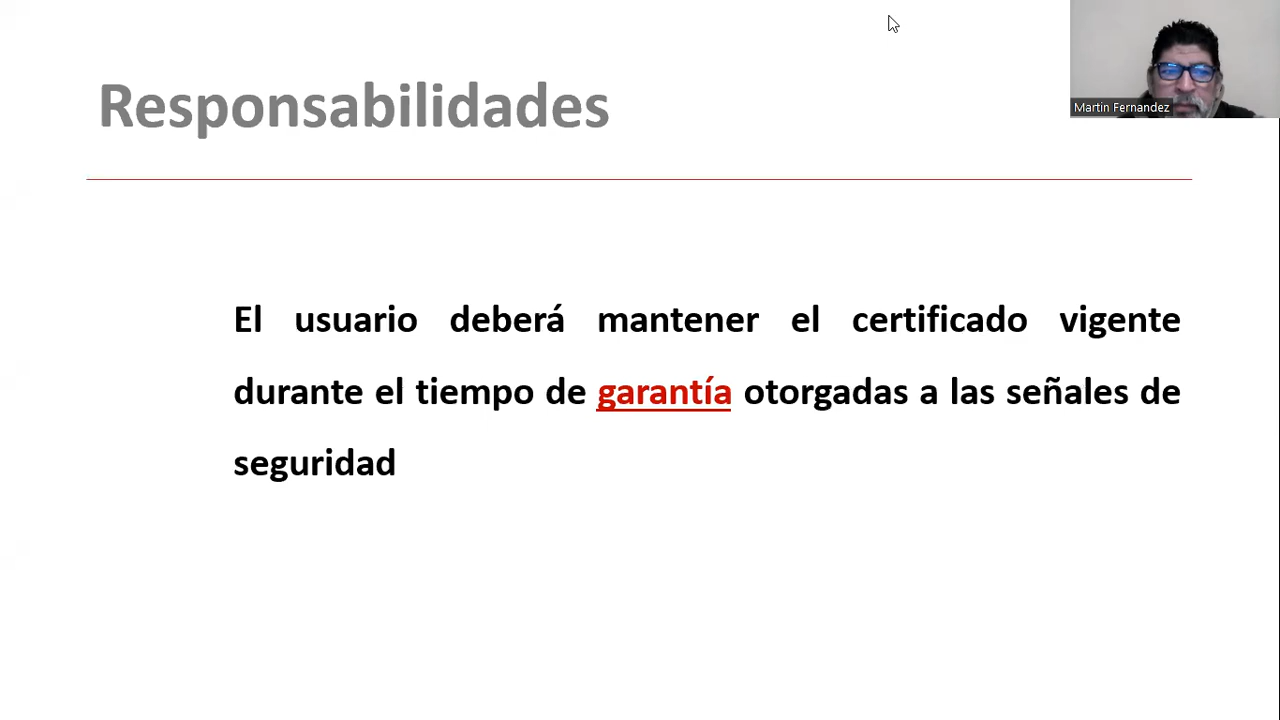 Responsabilidades
Martin Fernandez
El usuario deberá mantener el certificado vigente
durante el tiempo de garantía otorgadas a las señales de
seguridad